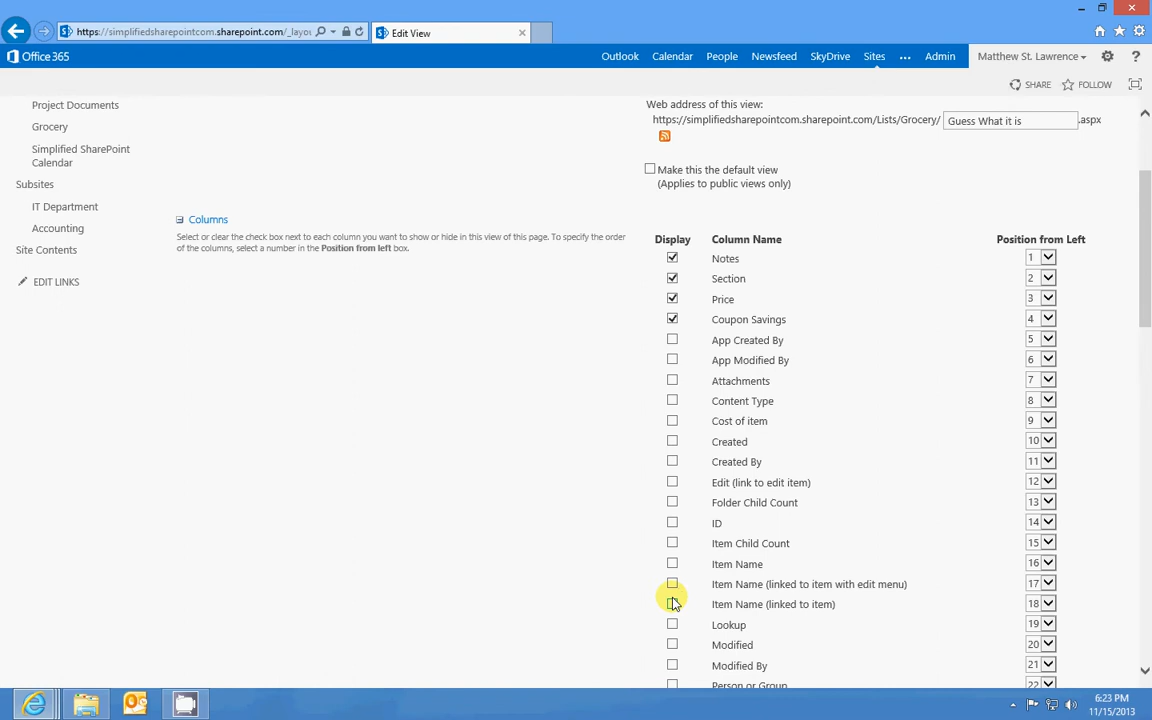 https://simplifiedsharepointcom.sharepoint.com/_layou
Edit View
Office 365
Outlook
Calendar
People
Newsfeed
SkyDrive
Sites
Admin
Matthew St. Lawrence
?
SHARE
FOLLOW
Project Documents
Grocery
Simplified SharePoint
Calendar
Subsites
IT Department
Accounting
Site Contents
EDIT LINKS
Web address of this view:
https://simplifiedsharepointcom.sharepoint.com/Lists/Grocery/ Guess What it is .aspx
Make this the default view
(Applies to public views only)
Columns
Select or clear the check box next to each column you want to show or hide in this view of this page. To specify the order
of the columns, select a number in the Position from left box.
Display Column Name Position from Left
Notes 1
Section 2
Price 3
Coupon Savings 4
App Created By 5
App Modified By 6
Attachments 7
Content Type 8
Cost of item 9
Created 10
Created By 11
Edit (link to edit item) 12
Folder Child Count 13
ID 14
Item Child Count 15
Item Name 16
Item Name (linked to item with edit menu) 17
Item Name (linked to item) 18
Lookup 19
Modified 20
Modified By 21
Person or Group 22
6:23 PM
11/15/2013